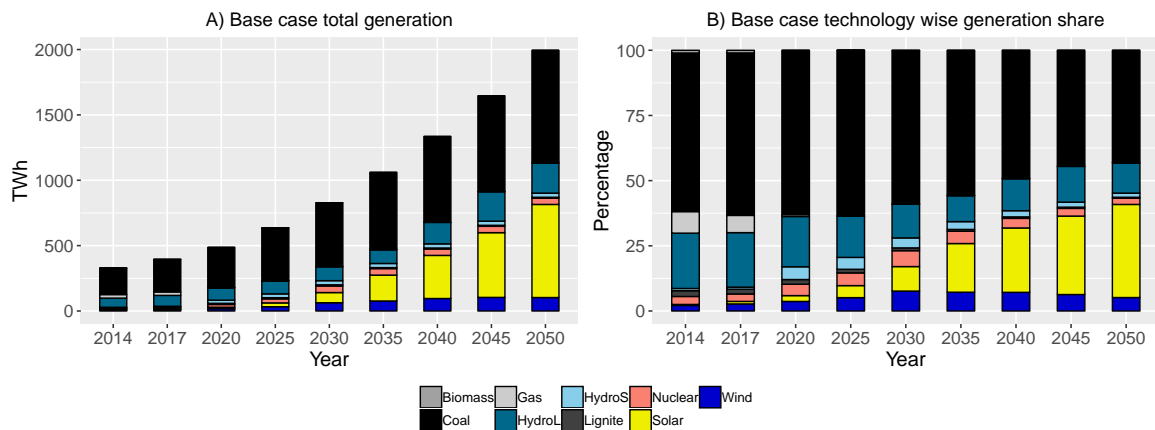 A) Base case total generation
TWh
2000
1500
1000
500
0
2014 2017 2020 2025 2030 2035 2040 2045 2050
Year
B) Base case technology wise generation share
Percentage
100
75
50
25
0
2014 2017 2020 2025 2030 2035 2040 2045 2050
Year
Biomass Gas HydroS Nuclear Wind
Coal HydroL Lignite Solar